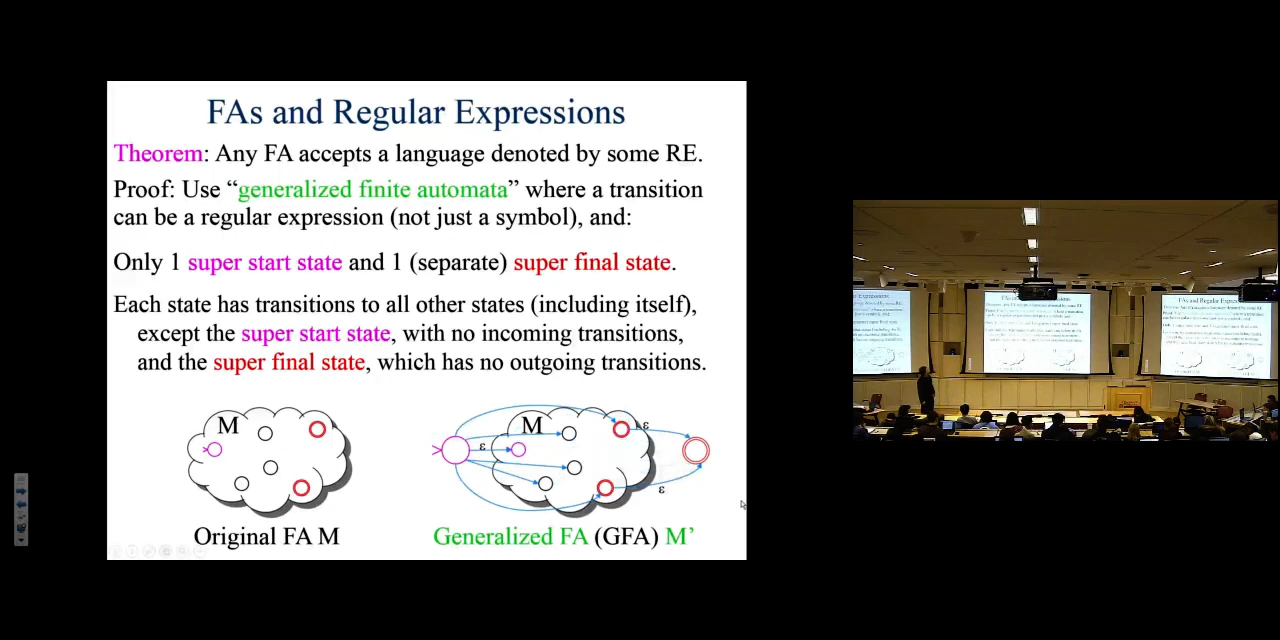 FAs and Regular Expressions
Theorem: Any FA accepts a language denoted by some RE.
Proof: Use “generalized finite automata” where a transition
can be a regular expression (not just a symbol), and:
Only 1 super start state and 1 (separate) super final state.
Each state has transitions to all other states (including itself),
except the super start state, with no incoming transitions,
and the super final state, which has no outgoing transitions.
M
M
ε
ε
ε
Original FA M
Generalized FA (GFA) M’